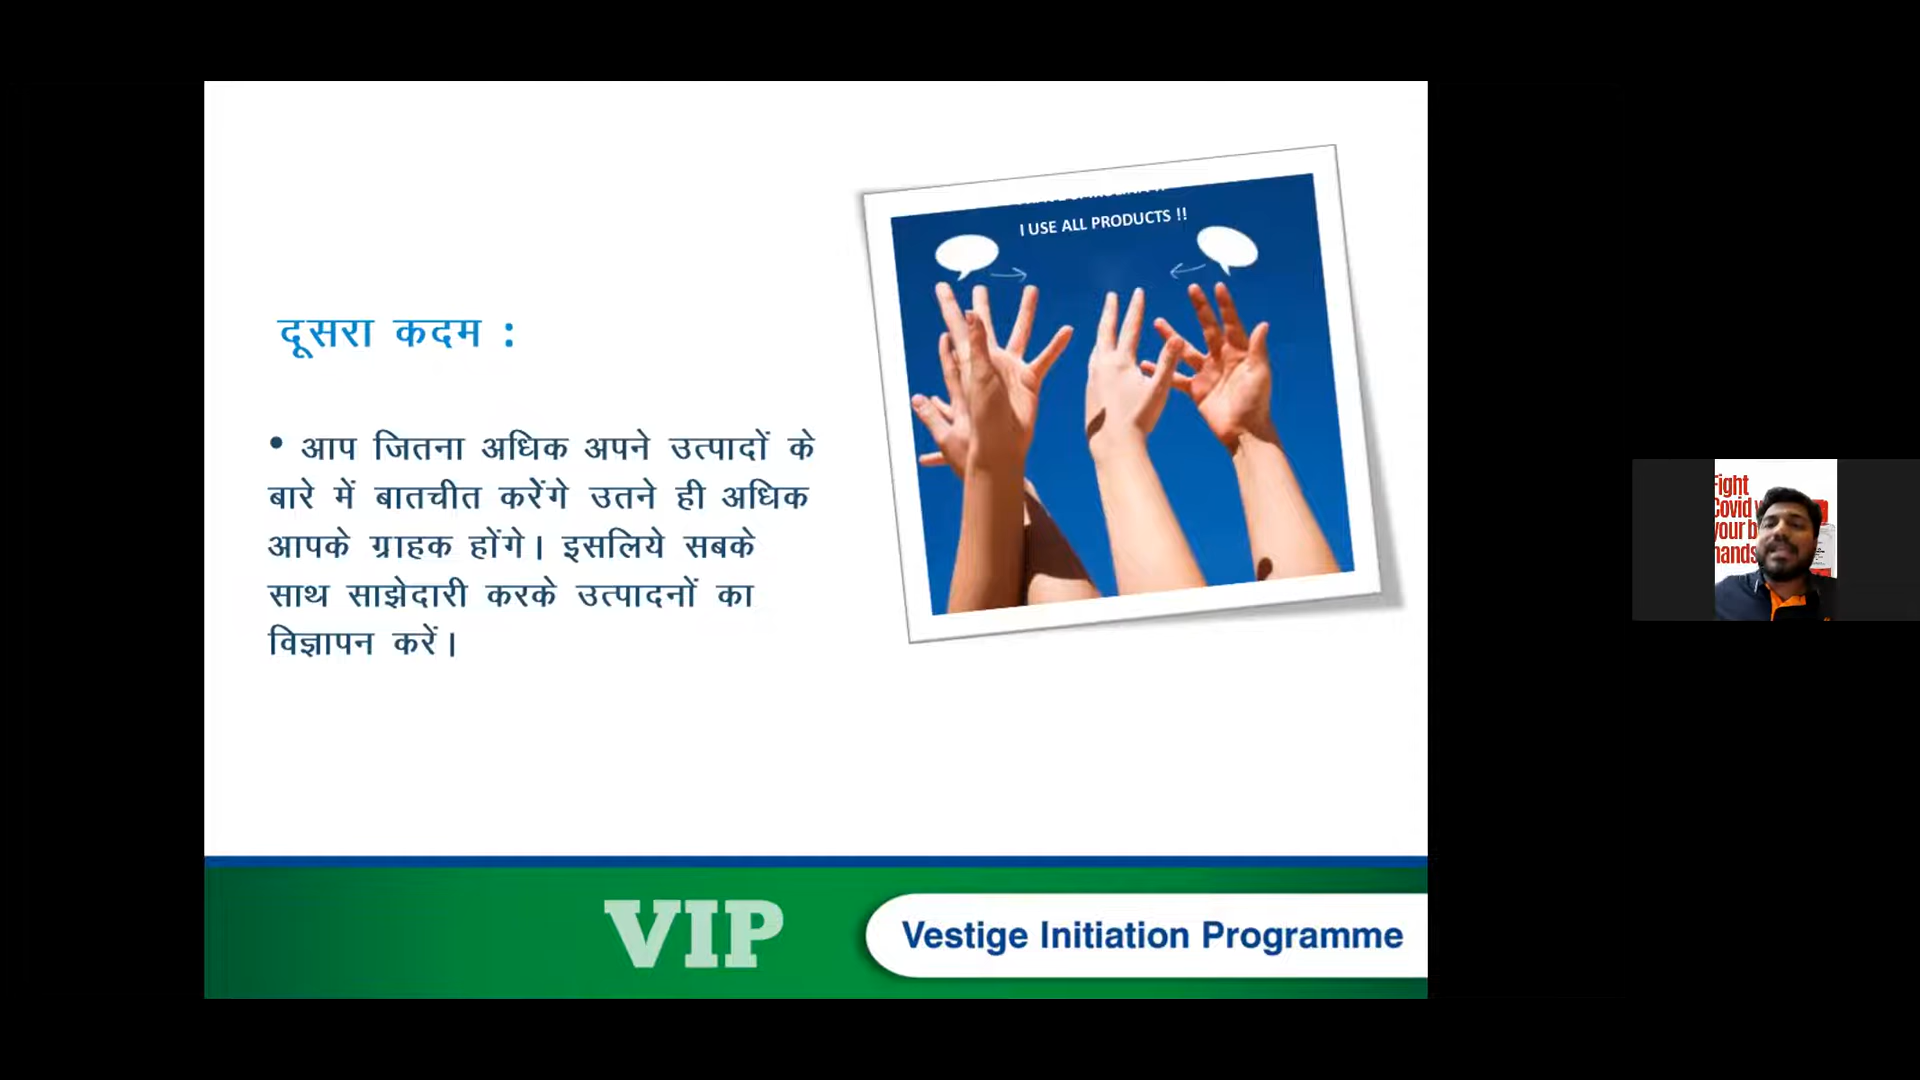 I USE ALL PRODUCTS !!
दूसरा कदम :
• आप जितना अधिक अपने उत्पादों के
बारे में बातचीत करेंगे उतने ही अधिक
आपके ग्राहक होंगे। इसलिये सबके
साथ साझेदारी करके उत्पादनों का
विज्ञापन करें।
VIP
Vestige Initiation Programme
Fight
Covid
your
hands